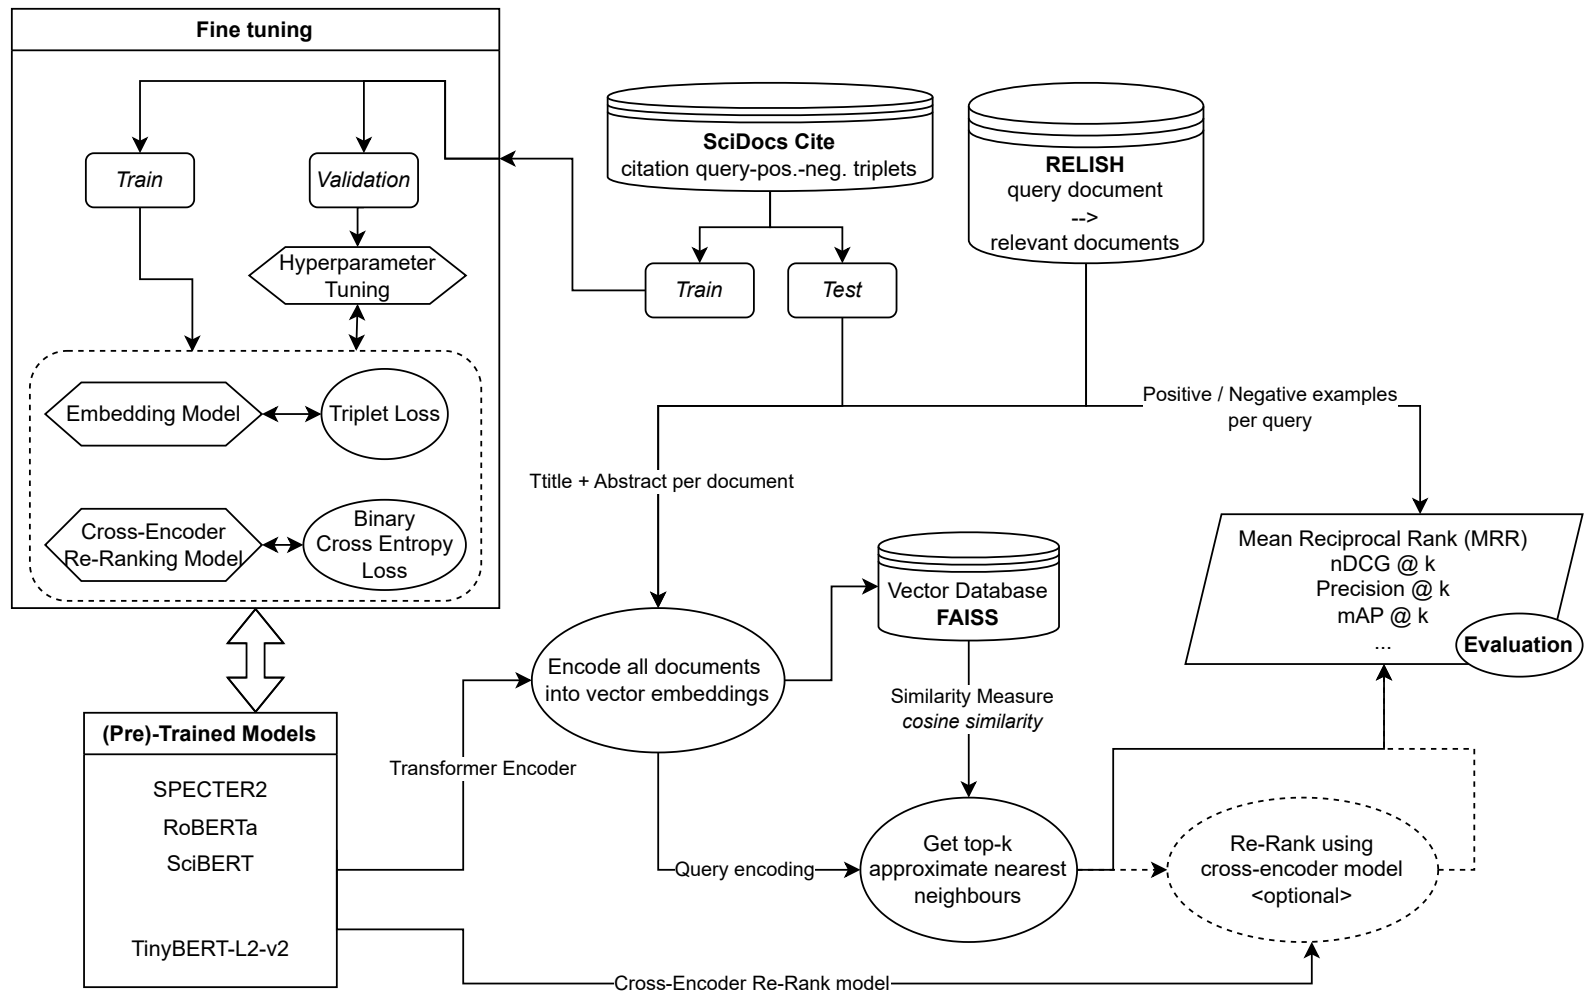 Fine tuning
Train
Validation
Hyperparameter
Tuning
Embedding Model
Triplet Loss
Cross-Encoder
Re-Ranking Model
Binary
Cross Entropy
Loss
SciDocs Cite
citation query-pos.-neg. triplets
Train
Test
RELISH
query document
-->
relevant documents
Positive / Negative examples
per query
Ttitle + Abstract per document
Mean Reciprocal Rank (MRR)
nDCG @ k
Precision @ k
mAP @ k
...
Evaluation
Vector Database
FAISS
Encode all documents
into vector embeddings
Similarity Measure
cosine similarity
(Pre)-Trained Models
SPECTER2
RoBERTa
SciBERT
TinyBERT-L2-v2
Transformer Encoder
Query encoding
Get top-k
approximate nearest
neighbours
Re-Rank using
cross-encoder model
<optional>
Cross-Encoder Re-Rank model